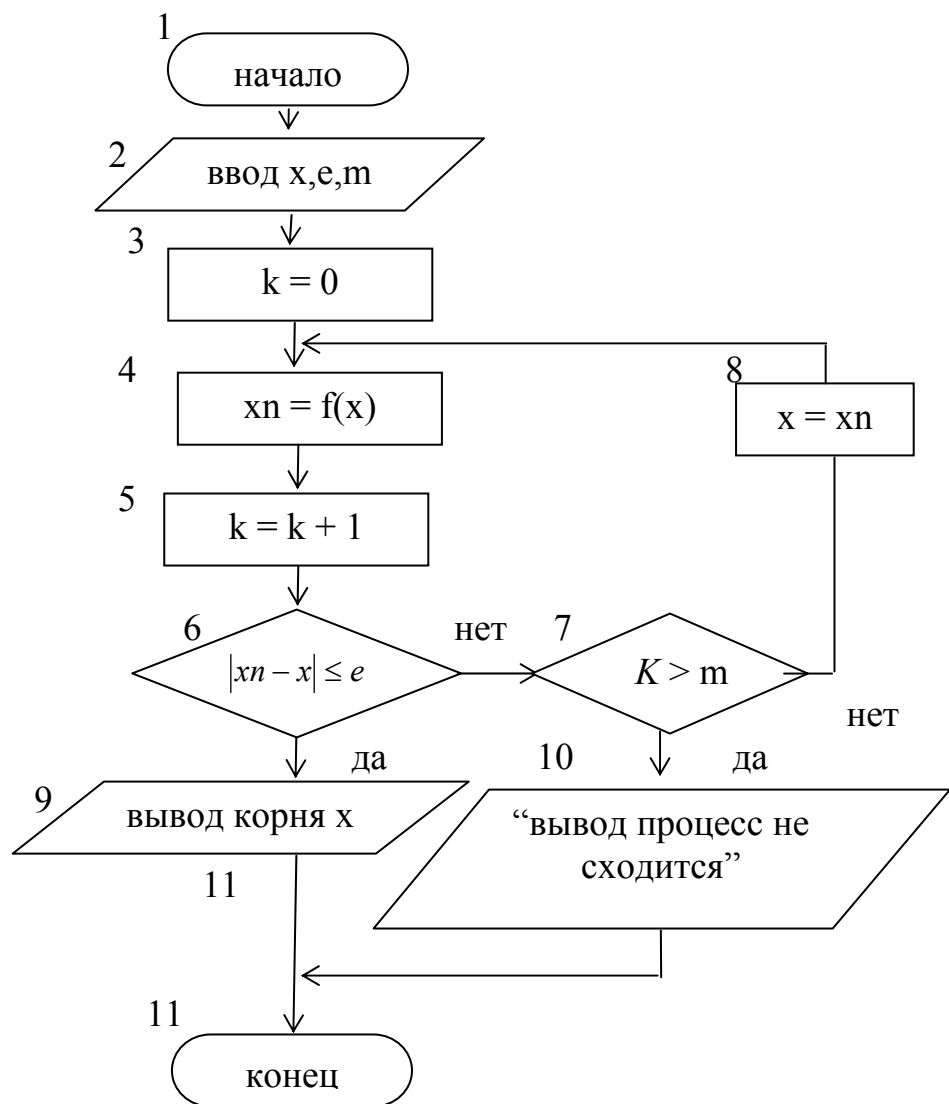 1
начало
2
ввод x,e,m
3
k = 0
4
xn = f(x)
8
x = xn
5
k = k + 1
6
|xn − x| ≤ e
нет
7
K > m
нет
да
10
да
9
вывод корня x
“вывод процесс не
сходится”
11
11
конец